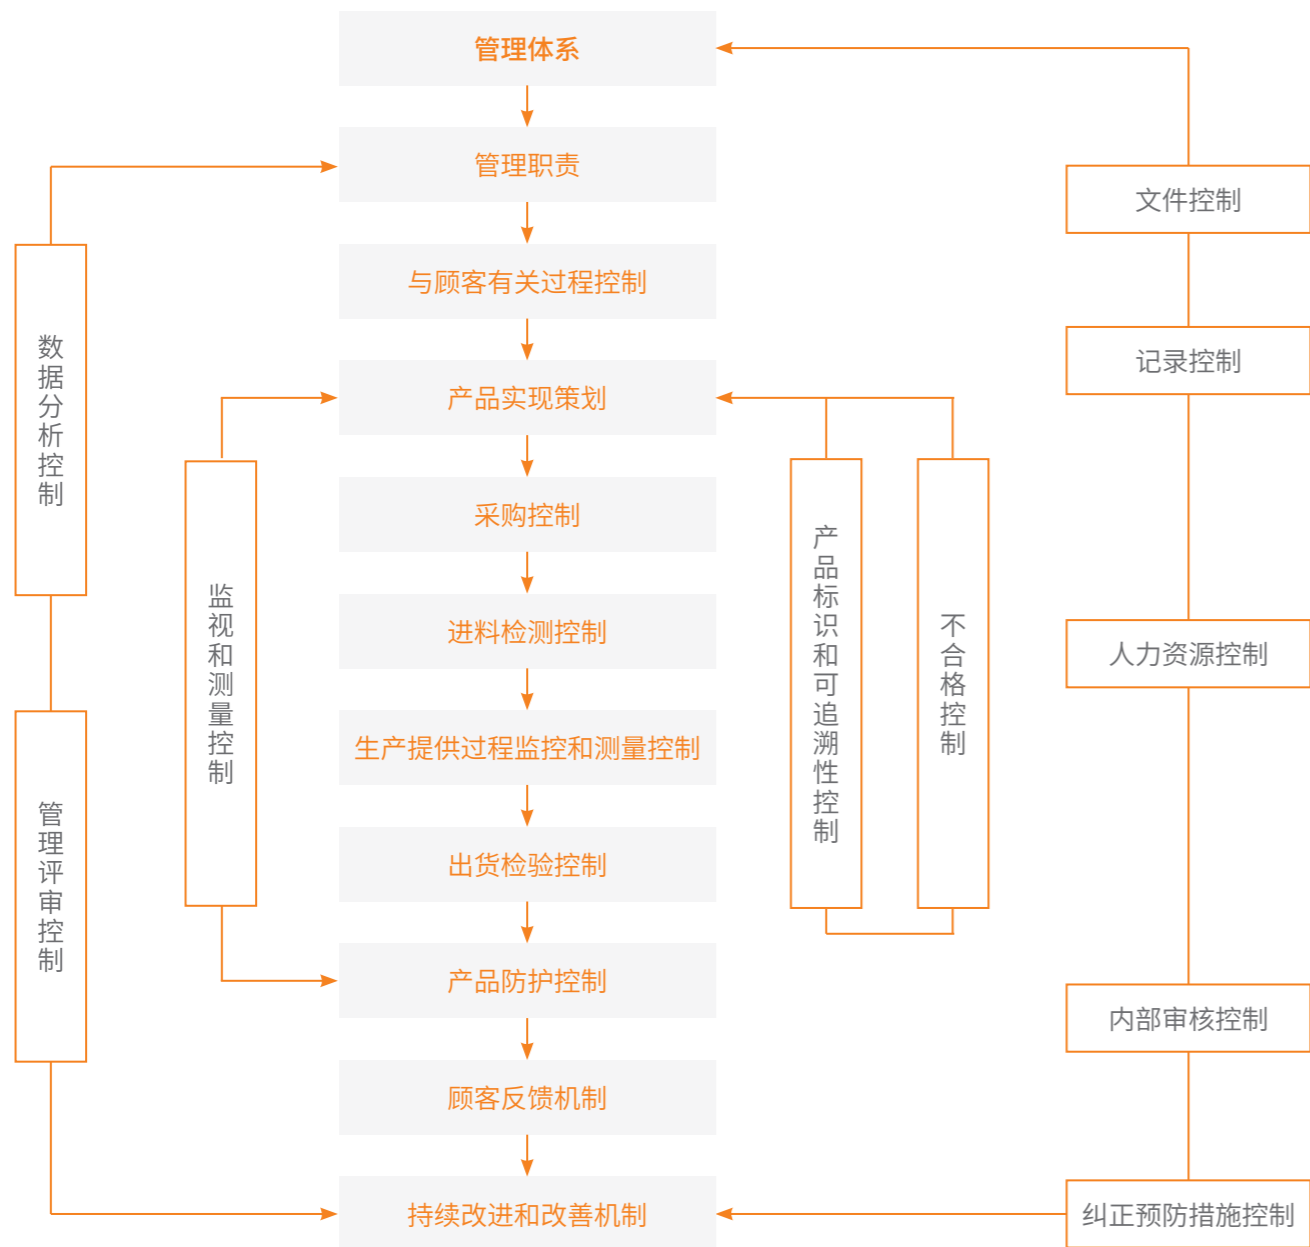 管理体系
管理职责
与顾客有关过程控制
产品实现策划
采购控制
进料检测控制
生产提供过程监控和测量控制
出货检验控制
产品防护控制
顾客反馈机制
持续改进和改善机制
数据分析控制
管理评审控制
监视和测量控制
产品标识和可追溯性控制
不合格控制
文件控制
记录控制
人力资源控制
内部审核控制
纠正预防措施控制